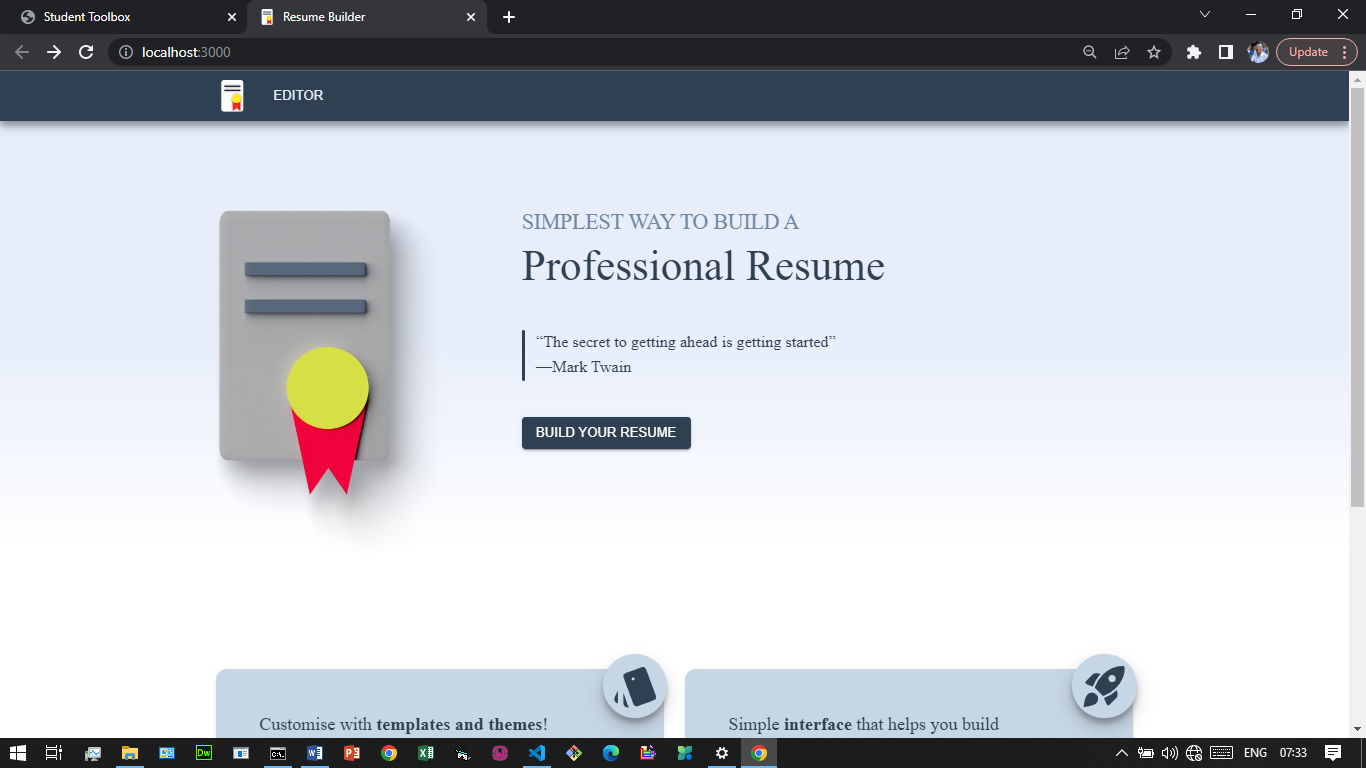 Student Toolbox
Resume Builder
localhost:3000
Update
EDITOR
SIMPLEST WAY TO BUILD A
Professional Resume
“The secret to getting ahead is getting started”
—Mark Twain
BUILD YOUR RESUME
Customise with templates and themes!
Simple interface that helps you build
Dw
ENG
07:33